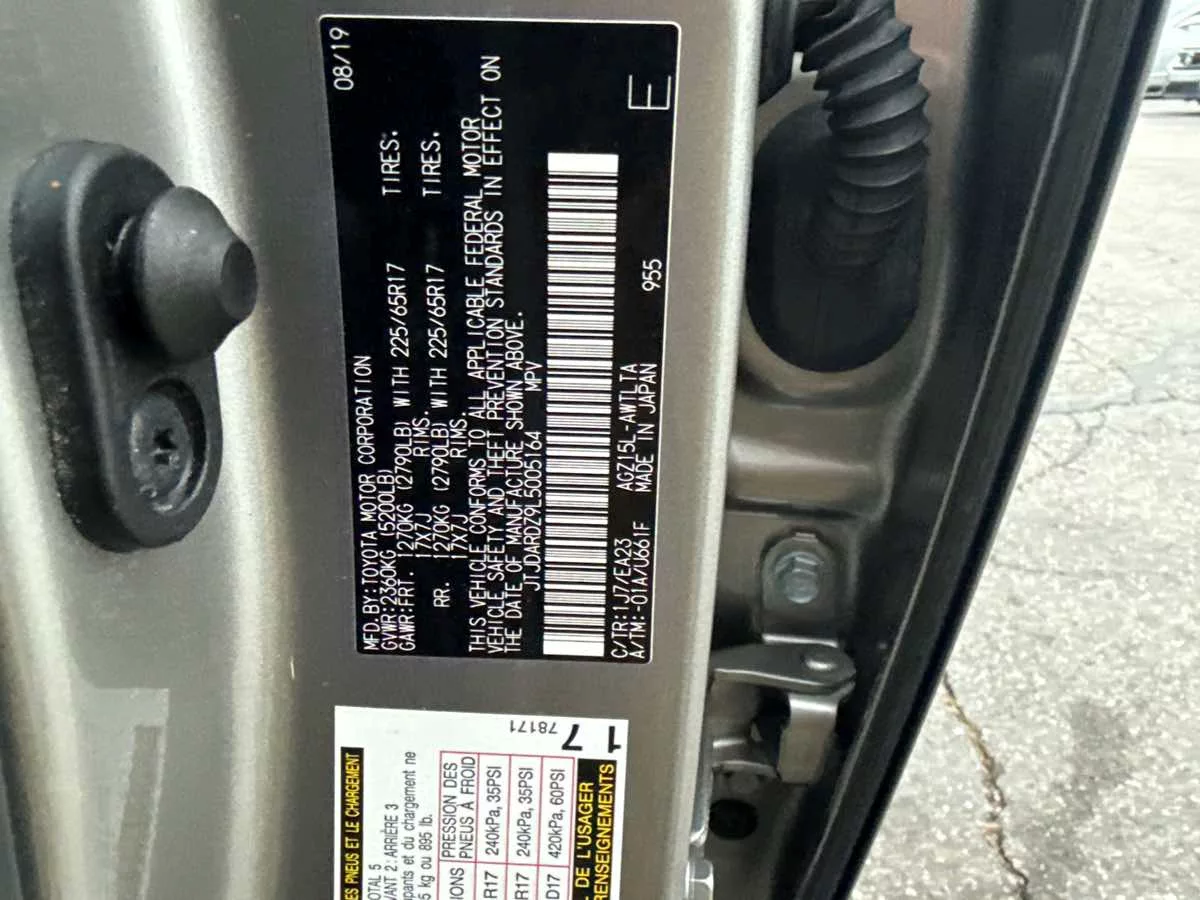 MFD.BY:TOYOTA MOTOR CORPORATION 08/19
GVWR:2360KG (5200LB)
GAWR:FRT. 1270KG (2790LB) WITH 225/65R17 TIRES.
17X7J RIMS.
RR. 1270KG (2790LB) WITH 225/65R17 TIRES.
17X7J RIMS.
THIS VEHICLE CONFORMS TO ALL APPLICABLE FEDERAL MOTOR
VEHICLE SAFETY AND THEFT PREVENTION STANDARDS IN EFFECT ON
THE DATE OF MANUFACTURE SHOWN ABOVE.
JTJDARDZ9L5005164 MPV
C/TR:1J7/EA23 AGZ15L-AWTLTA 955
A/TM:-01A/U661F MADE IN JAPAN
E
ES PNEUS ET LE CHARGEMENT
OTAL 5
VANT 2: ARRIÈRE 3
pants et du chargement ne
5 kg ou 895 lb.
IONS PRESSION DES
PNEUS À FROID
R17 240kPa, 35PSI
R17 240kPa, 35PSI
D17 420kPa, 60PSI
DE L'USAGER
RENSEIGNEMENTS
78171
17